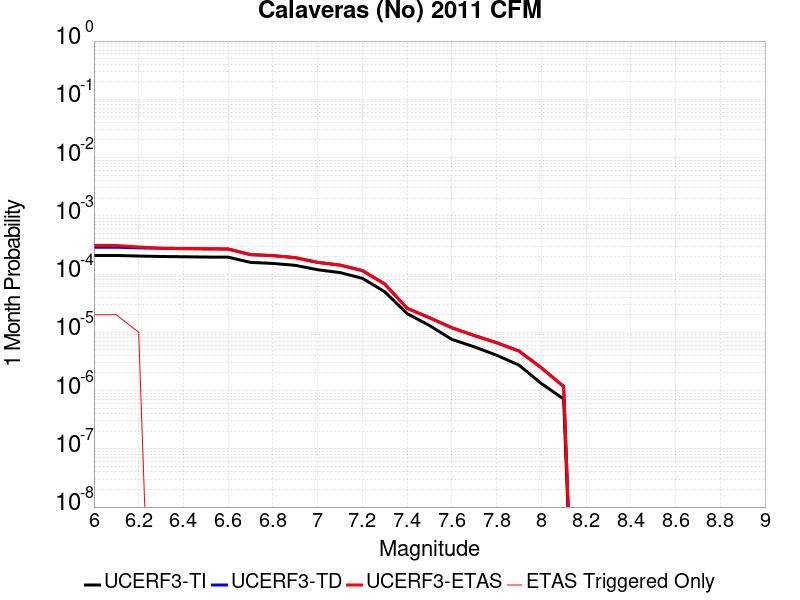 Calaveras (No) 2011 CFM
10^0
10^-1
10^-2
10^-3
10^-4
10^-5
10^-6
10^-7
10^-8
1 Month Probability
6 6.2 6.4 6.6 6.8 7 7.2 7.4 7.6 7.8 8 8.2 8.4 8.6 8.8 9
Magnitude
UCERF3-TI UCERF3-TD UCERF3-ETAS ETAS Triggered Only